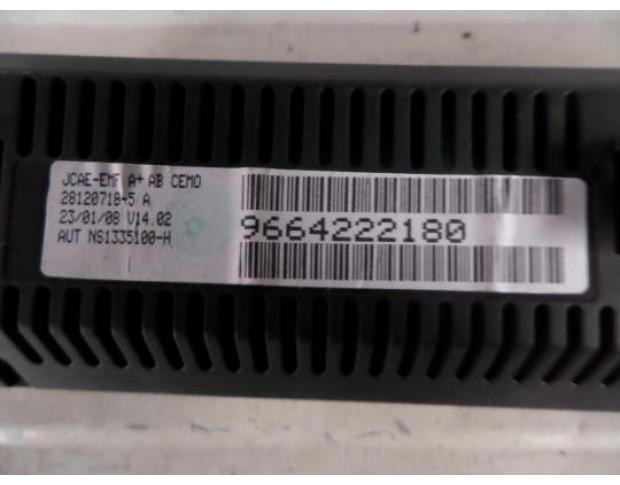 JCAE-EMF A+ AB CEMO
28120718-5 A
23/01/08 V14.02
AUT NS1335100-H
9664222180